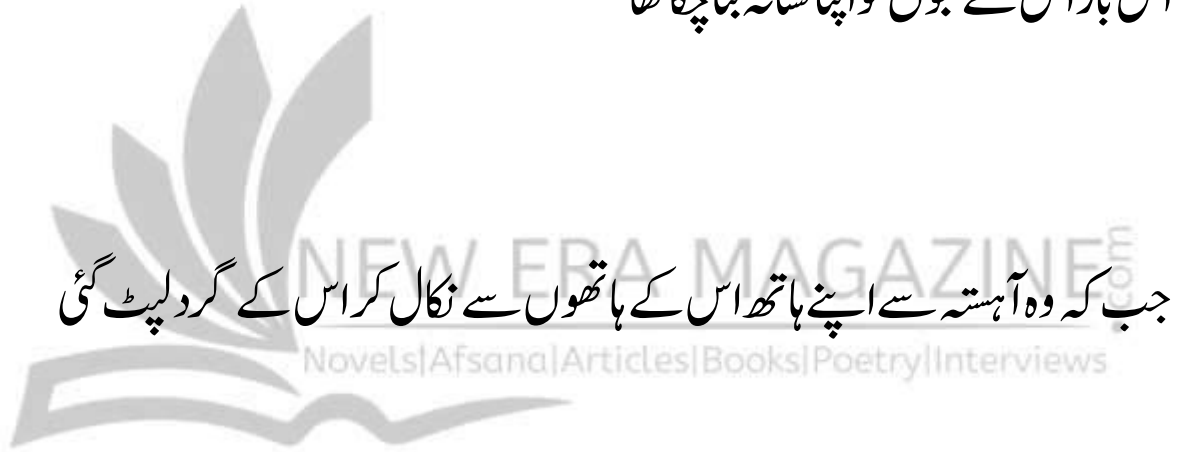 جب کہ وہ آہستہ سے اپنے ہاتھ اس کے ہاتھوں سے نکال کر اس کے گرد لپٹ گئی
NEW ERA MAGAZINE.com
Novels|Afsana|Articles|Books|Poetry|Interviews